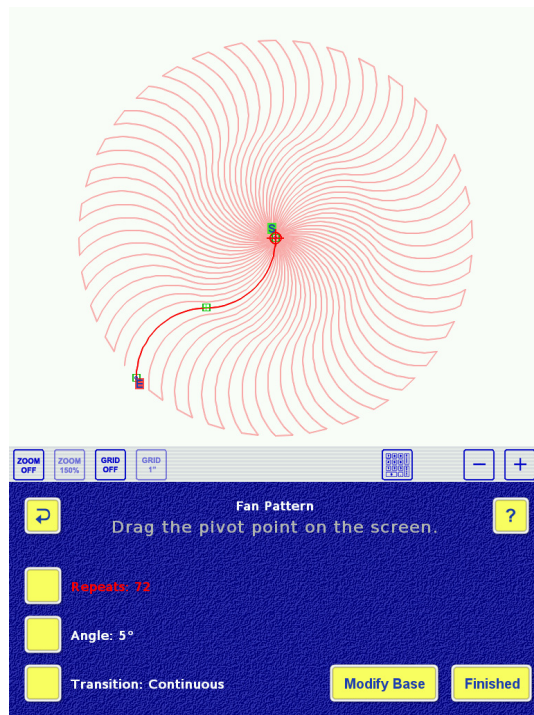 S
E
ZOOM OFF
ZOOM 150%
GRID OFF
GRID 1"
− +
Fan Pattern
?
Drag the pivot point on the screen.
Repeats: 72
Angle: 5°
Transition: Continuous
Modify Base
Finished